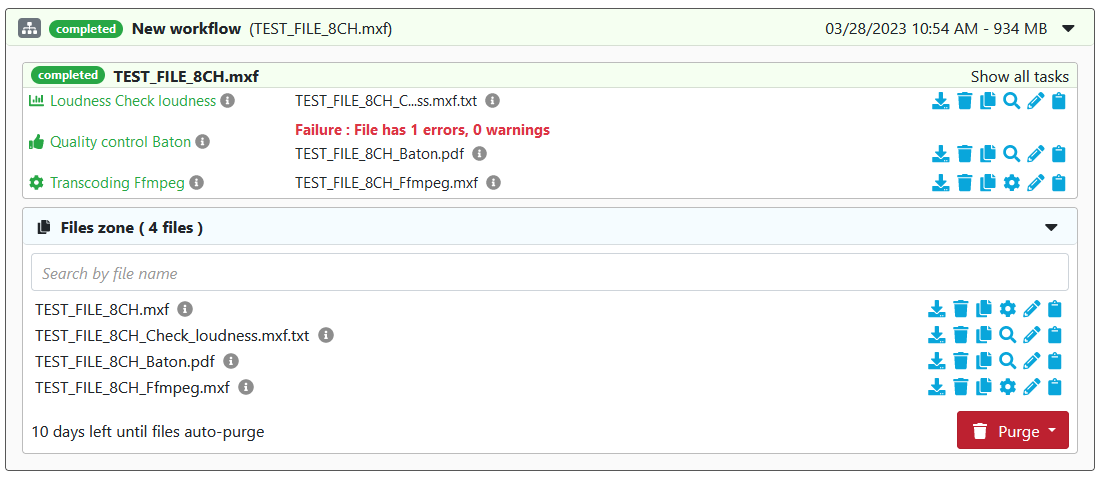 completed New workflow (TEST_FILE_8CH.mxf) 03/28/2023 10:54 AM - 934 MB
completed TEST_FILE_8CH.mxf Show all tasks
Loudness Check loudness TEST_FILE_8CH_C...ss.mxf.txt
Failure : File has 1 errors, 0 warnings
Quality control Baton
TEST_FILE_8CH_Baton.pdf
Transcoding Ffmpeg TEST_FILE_8CH_Ffmpeg.mxf
Files zone ( 4 files )
Search by file name
TEST_FILE_8CH.mxf
TEST_FILE_8CH_Check_loudness.mxf.txt
TEST_FILE_8CH_Baton.pdf
TEST_FILE_8CH_Ffmpeg.mxf
10 days left until files auto-purge Purge